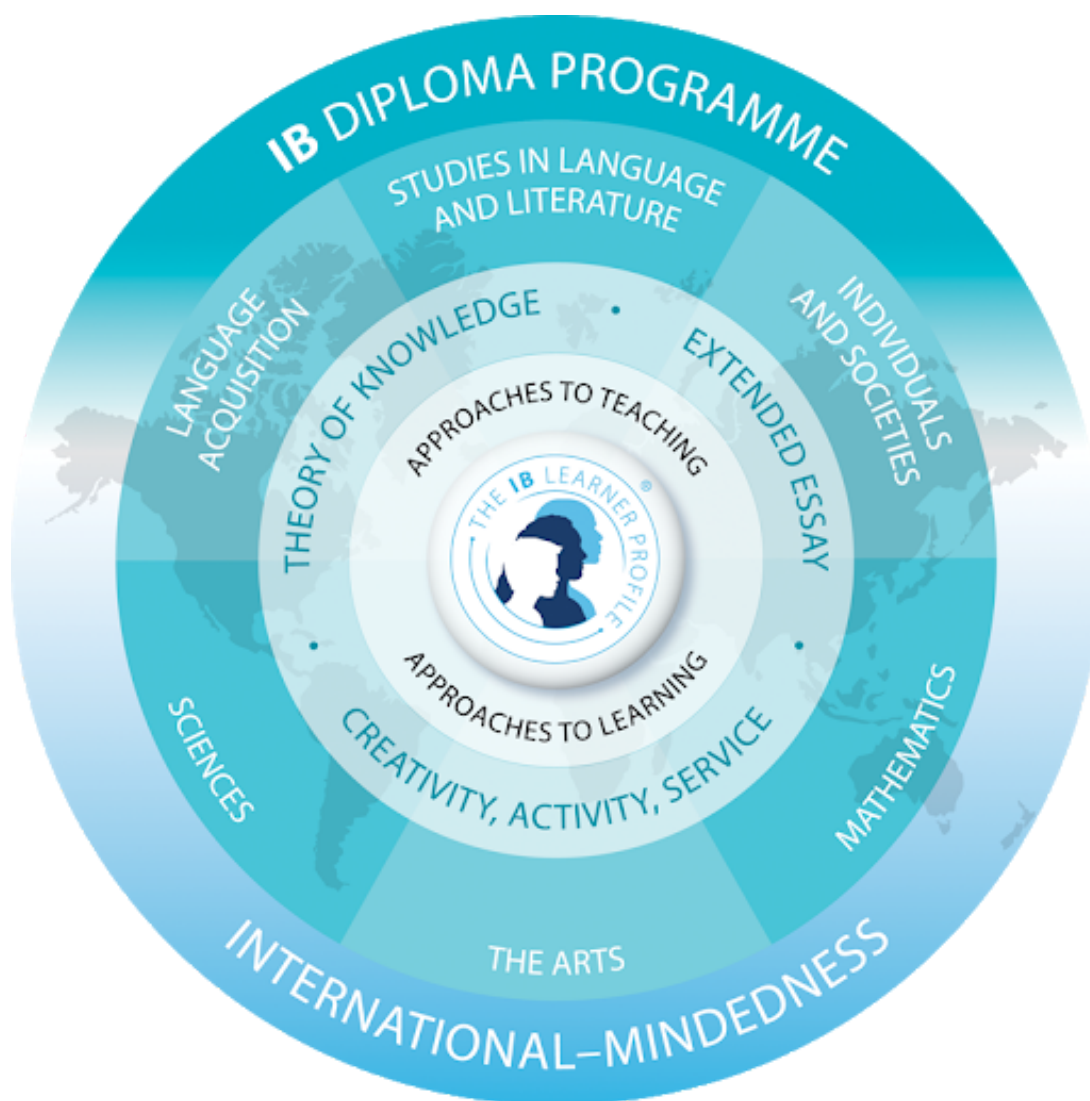 IB DIPLOMA PROGRAMME
STUDIES IN LANGUAGE
AND LITERATURE
LANGUAGE
ACQUISITION
INDIVIDUALS
AND SOCIETIES
THEORY OF KNOWLEDGE
EXTENDED ESSAY
APPROACHES TO TEACHING
THE IB LEARNER PROFILE
®
APPROACHES TO LEARNING
CREATIVITY, ACTIVITY, SERVICE
SCIENCES
MATHEMATICS
THE ARTS
INTERNATIONAL–MINDEDNESS